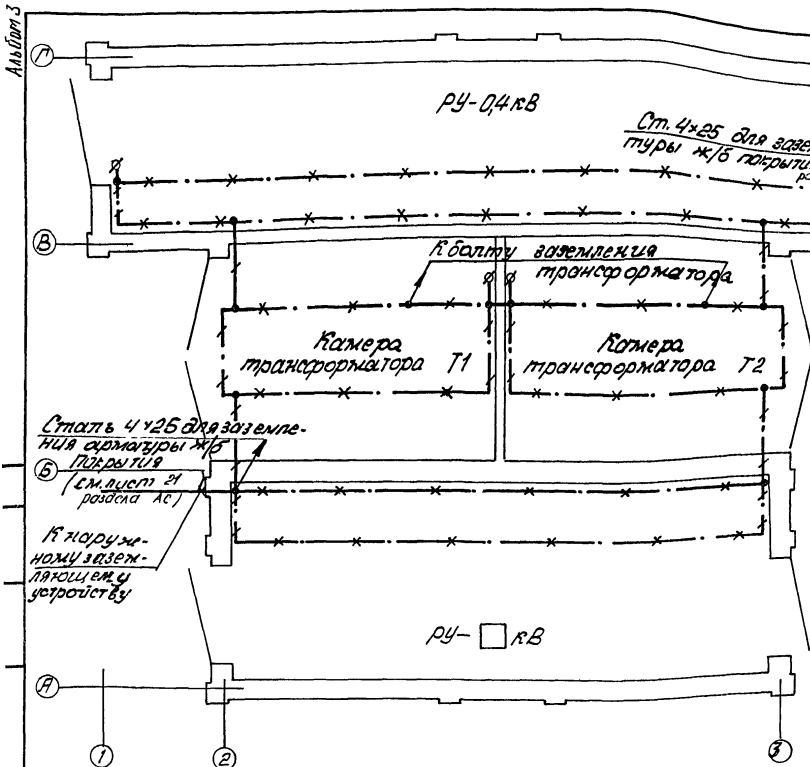 Альбом 3
Г
РУ-0,4кВ
Ст. 4×25 для зазе
туры ж/б покрыти
В
К болту заземления
трансформатора
Камера
трансформатора Т1
Камера
трансформатора Т2
Сталь 4×25 для заземле-
ния арматуры ж/б
Б
Покрытия
(см. лист 21
раздела АС)
К наруж-
ному зазем-
ляющему
устройству
РУ- кВ
А
1
2
3